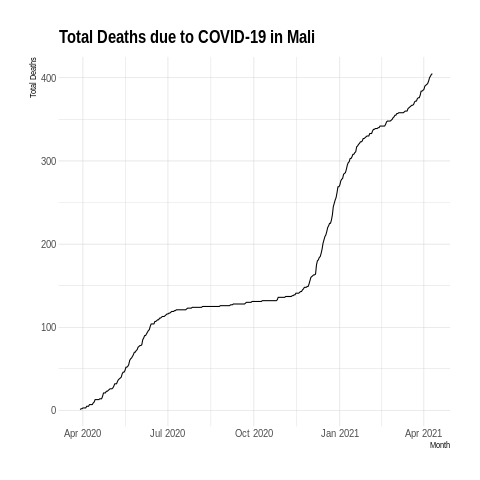 Total Deaths due to COVID-19 in Mali
Total Deaths
400
300
200
100
0
Apr 2020 Jul 2020 Oct 2020 Jan 2021 Apr 2021
Month